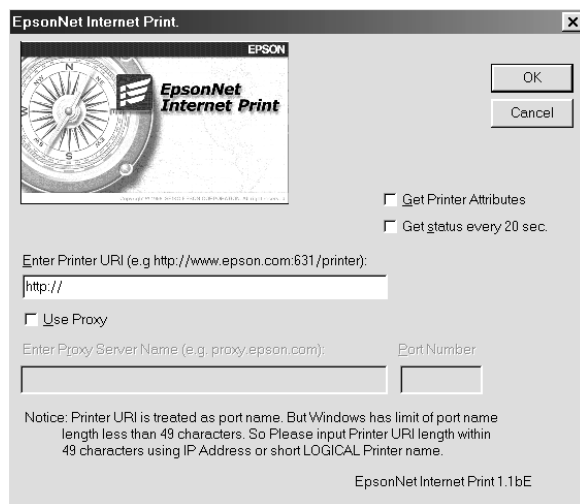 EpsonNet Internet Print.
EPSON
EpsonNet
Internet Print
N
W
E
S
OK
Cancel
Get Printer Attributes
Get status every 20 sec.
Enter Printer URI (e.g http://www.epson.com:631/printer):
http://
Use Proxy
Enter Proxy Server Name (e.g. proxy.epson.com):
Port Number
Notice: Printer URI is treated as port name. But Windows has limit of port name
length less than 49 characters. So Please input Printer URI length within
49 characters using IP Address or short LOGICAL Printer name.
EpsonNet Internet Print 1.1bE